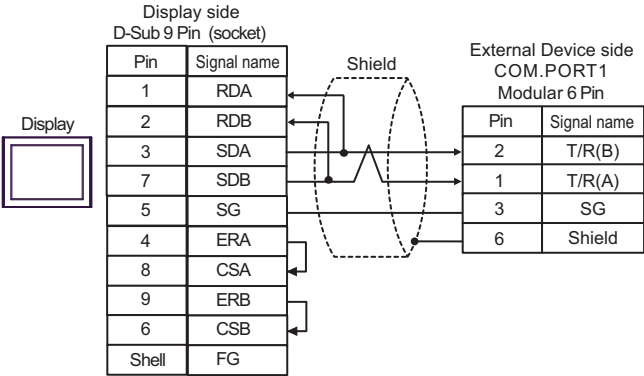 Display side
D-Sub 9 Pin (socket)
Pin Signal name
1 RDA
2 RDB
3 SDA
7 SDB
5 SG
4 ERA
8 CSA
9 ERB
6 CSB
Shell FG
Display
Shield
External Device side
COM.PORT1
Modular 6 Pin
Pin Signal name
2 T/R(B)
1 T/R(A)
3 SG
6 Shield